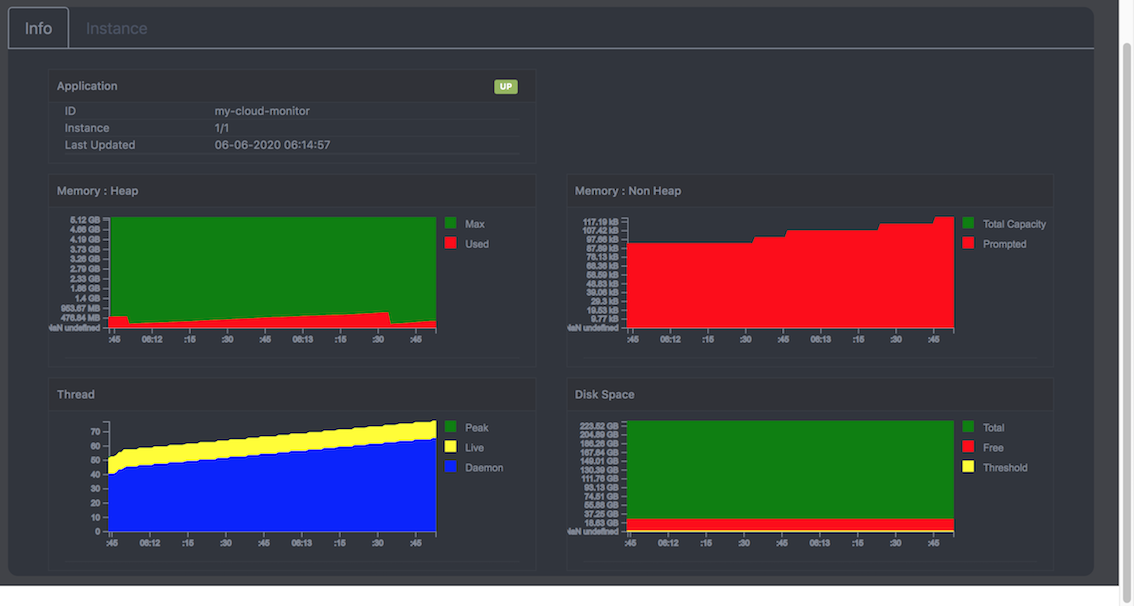 Info Instance
Application UP
ID my-cloud-monitor
Instance 1/1
Last Updated 06-06-2020 06:14:57
Memory : Heap
5.12 GB
4.66 GB
4.19 GB
3.73 GB
3.26 GB
2.79 GB
2.33 GB
1.86 GB
1.4 GB
953.67 MB
476.84 MB
NaN undefined
:45 06:12 :15 :30 :45 06:13 :15 :30 :45
Max
Used
Memory : Non Heap
117.19 kB
107.42 kB
97.66 kB
87.89 kB
78.13 kB
68.36 kB
58.59 kB
48.83 kB
39.06 kB
29.3 kB
19.53 kB
9.77 kB
NaN undefined
:45 06:12 :15 :30 :45 06:13 :15 :30 :45
Total Capacity
Prompted
Thread
70
60
50
40
30
20
10
0
:45 06:12 :15 :30 :45 06:13 :15 :30 :45
Peak
Live
Daemon
Disk Space
223.52 GB
204.89 GB
186.26 GB
167.64 GB
149.01 GB
130.39 GB
111.76 GB
93.13 GB
74.51 GB
55.88 GB
37.25 GB
18.63 GB
NaN undefined
:45 06:12 :15 :30 :45 06:13 :15 :30 :45
Total
Free
Threshold